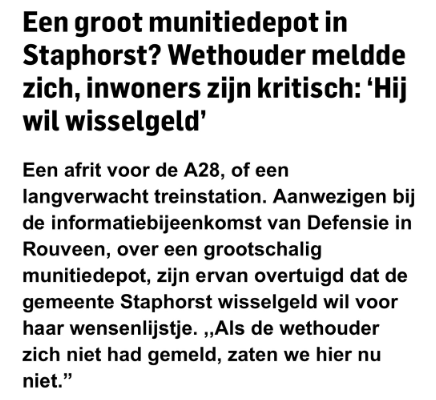 Een groot munitiedepot in
Staphorst? Wethouder meldde
zich, inwoners zijn kritisch: ‘Hij
wil wisselgeld’
Een afrit voor de A28, of een
langverwacht treinstation. Aanwezigen bij
de informatiebijeenkomst van Defensie in
Rouveen, over een grootschalig
munitiedepot, zijn ervan overtuigd dat de
gemeente Staphorst wisselgeld wil voor
haar wensenlijstje. ,,Als de wethouder
zich niet had gemeld, zaten we hier nu
niet.”